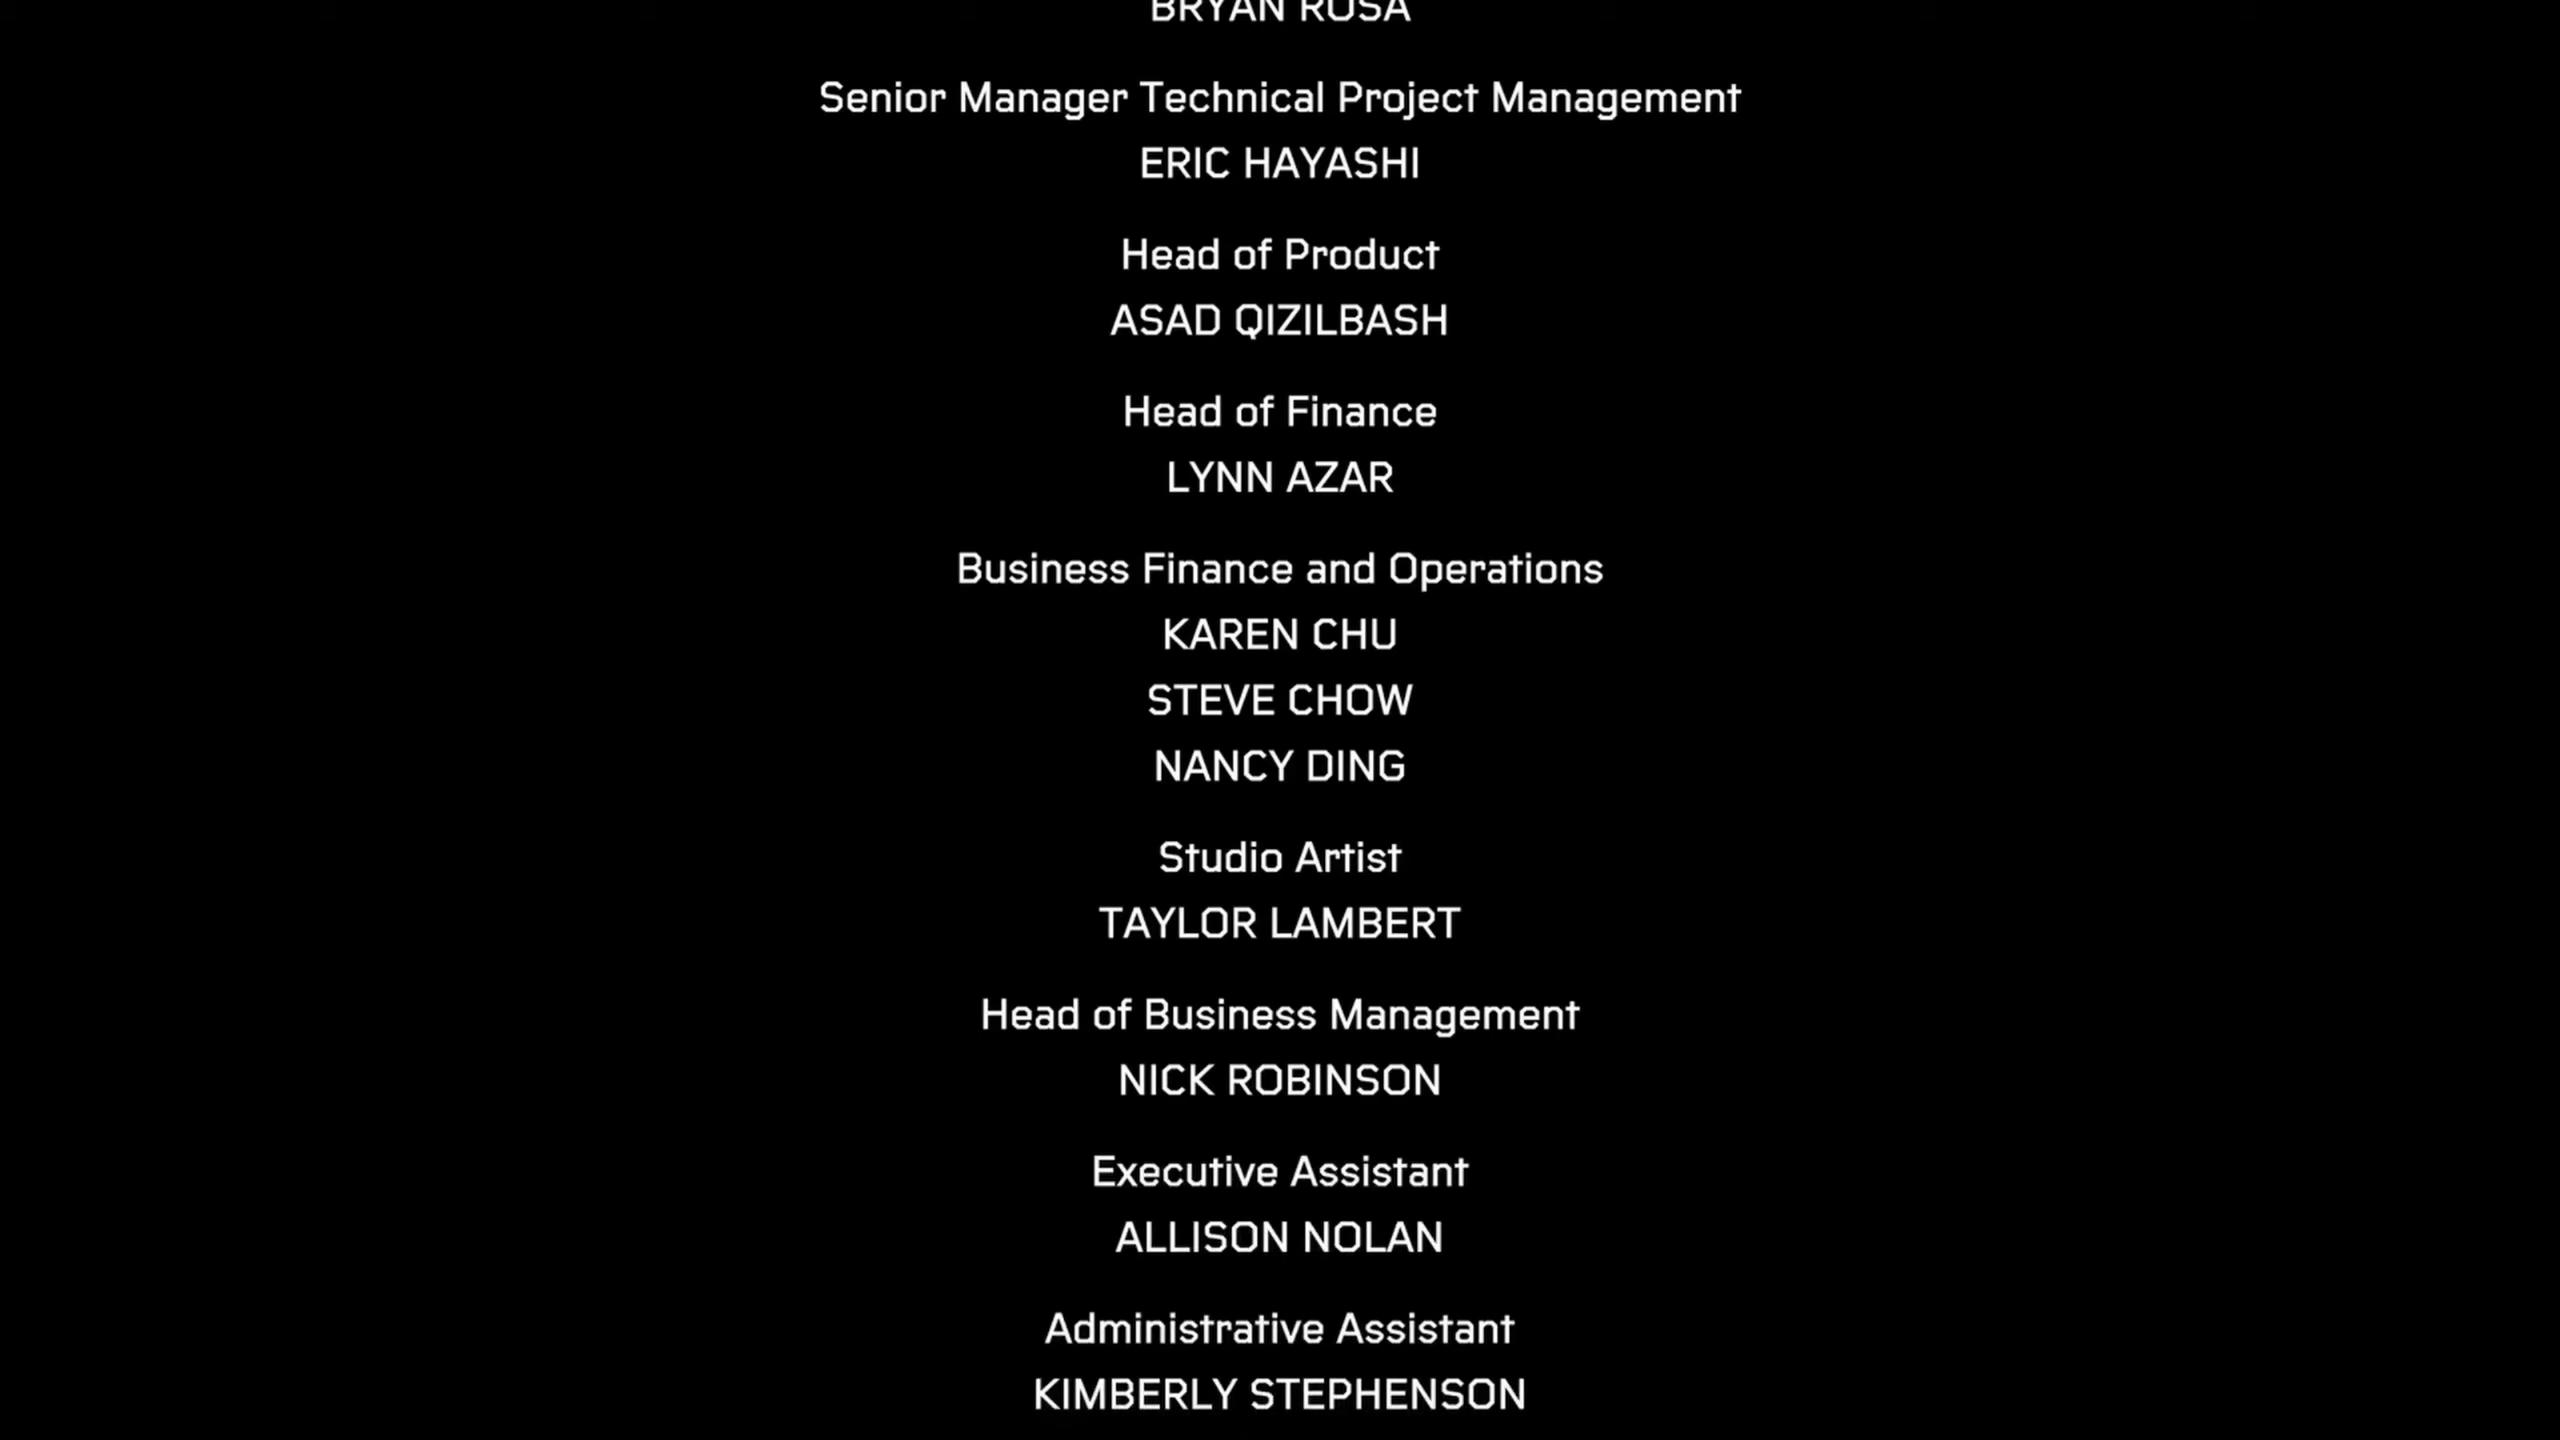 BRYAN ROSA
Senior Manager Technical Project Management
ERIC HAYASHI
Head of Product
ASAD QIZILBASH
Head of Finance
LYNN AZAR
Business Finance and Operations
KAREN CHU
STEVE CHOW
NANCY DING
Studio Artist
TAYLOR LAMBERT
Head of Business Management
NICK ROBINSON
Executive Assistant
ALLISON NOLAN
Administrative Assistant
KIMBERLY STEPHENSON